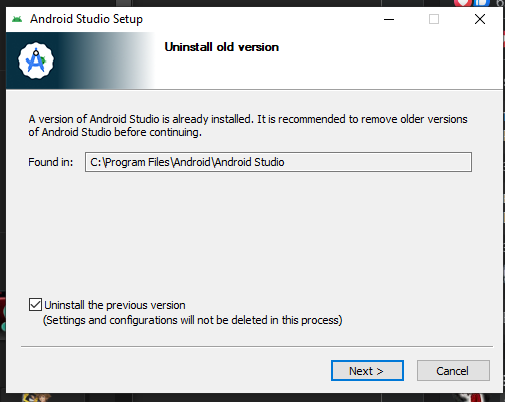 Android Studio Setup
Uninstall old version
A version of Android Studio is already installed. It is recommended to remove older versions
of Android Studio before continuing.
Found in: C:\Program Files\Android\Android Studio
Uninstall the previous version
(Settings and configurations will not be deleted in this process)
Next > Cancel